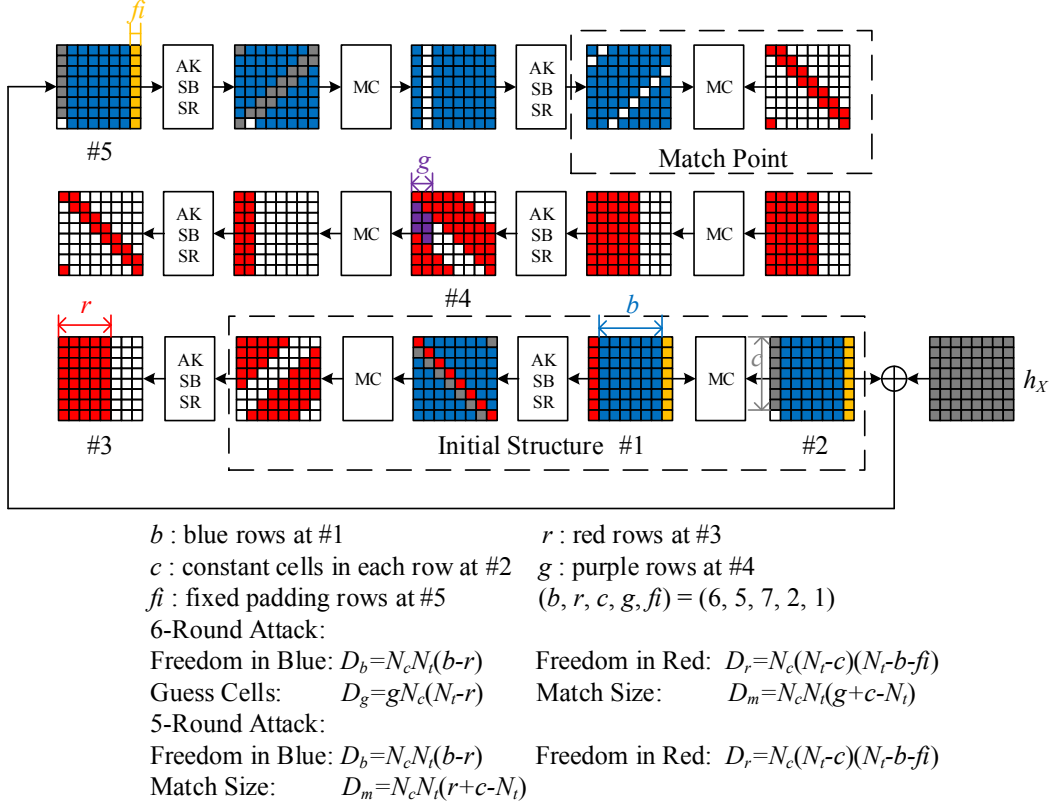 fi
AK
SB
SR
MC
AK
SB
SR
MC
#5
Match Point
g
AK
SB
SR
MC
AK
SB
SR
MC
#4
r
b
AK
SB
SR
MC
AK
SB
SR
MC
c
h_X
#3
Initial Structure
#1
#2
b : blue rows at #1
r : red rows at #3
c : constant cells in each row at #2
g : purple rows at #4
fi : fixed padding rows at #5
(b, r, c, g, fi) = (6, 5, 7, 2, 1)
6-Round Attack:
Freedom in Blue: D_b=N_cN_t(b-r)
Freedom in Red: D_r=N_c(N_t-c)(N_t-b-fi)
Guess Cells: D_g=gN_c(N_t-r)
Match Size: D_m=N_cN_t(g+c-N_t)
5-Round Attack:
Freedom in Blue: D_b=N_cN_t(b-r)
Freedom in Red: D_r=N_c(N_t-c)(N_t-b-fi)
Match Size: D_m=N_cN_t(r+c-N_t)